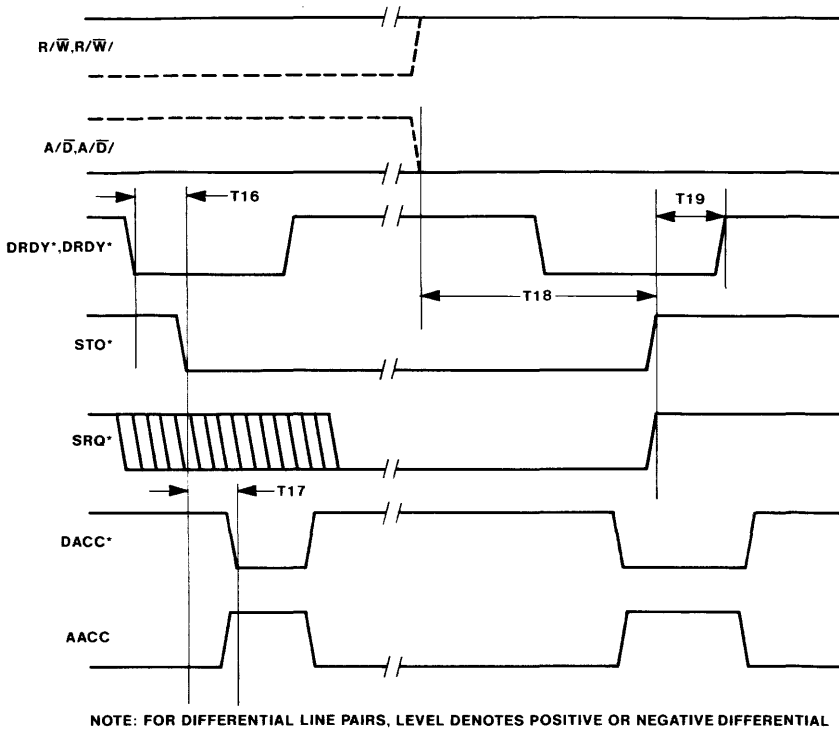 R/W̅,R/W̅/
A/D̅,A/D̅/
T16
T19
DRDY*,DRDY*
T18
STO*
SRQ*
T17
DACC*
AACC
NOTE: FOR DIFFERENTIAL LINE PAIRS, LEVEL DENOTES POSITIVE OR NEGATIVE DIFFERENTIAL